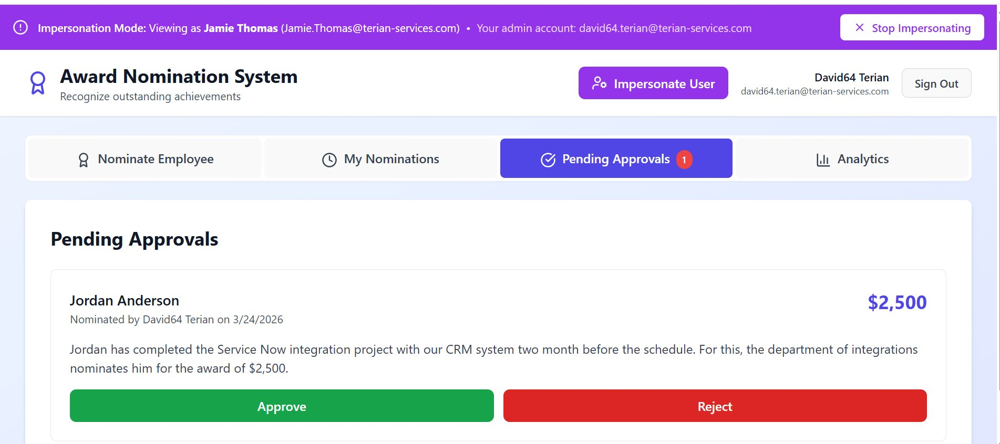 Impersonation Mode: Viewing as Jamie Thomas (Jamie.Thomas@terian-services.com) • Your admin account: david64.terian@terian-services.com
Stop Impersonating
Award Nomination System
Recognize outstanding achievements
Impersonate User
David64 Terian
david64.terian@terian-services.com
Sign Out
Nominate Employee
My Nominations
Pending Approvals 1
Analytics
Pending Approvals
Jordan Anderson
$2,500
Nominated by David64 Terian on 3/24/2026
Jordan has completed the Service Now integration project with our CRM system two month before the schedule. For this, the department of integrations
nominates him for the award of $2,500.
Approve
Reject